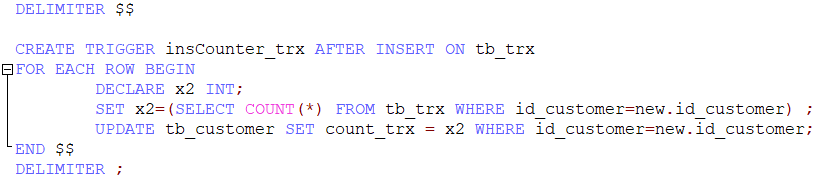 DELIMITER $$
CREATE TRIGGER insCounter_trx AFTER INSERT ON tb_trx
FOR EACH ROW BEGIN
DECLARE x2 INT;
SET x2=(SELECT COUNT(*) FROM tb_trx WHERE id_customer=new.id_customer) ;
UPDATE tb_customer SET count_trx = x2 WHERE id_customer=new.id_customer;
END $$
DELIMITER ;